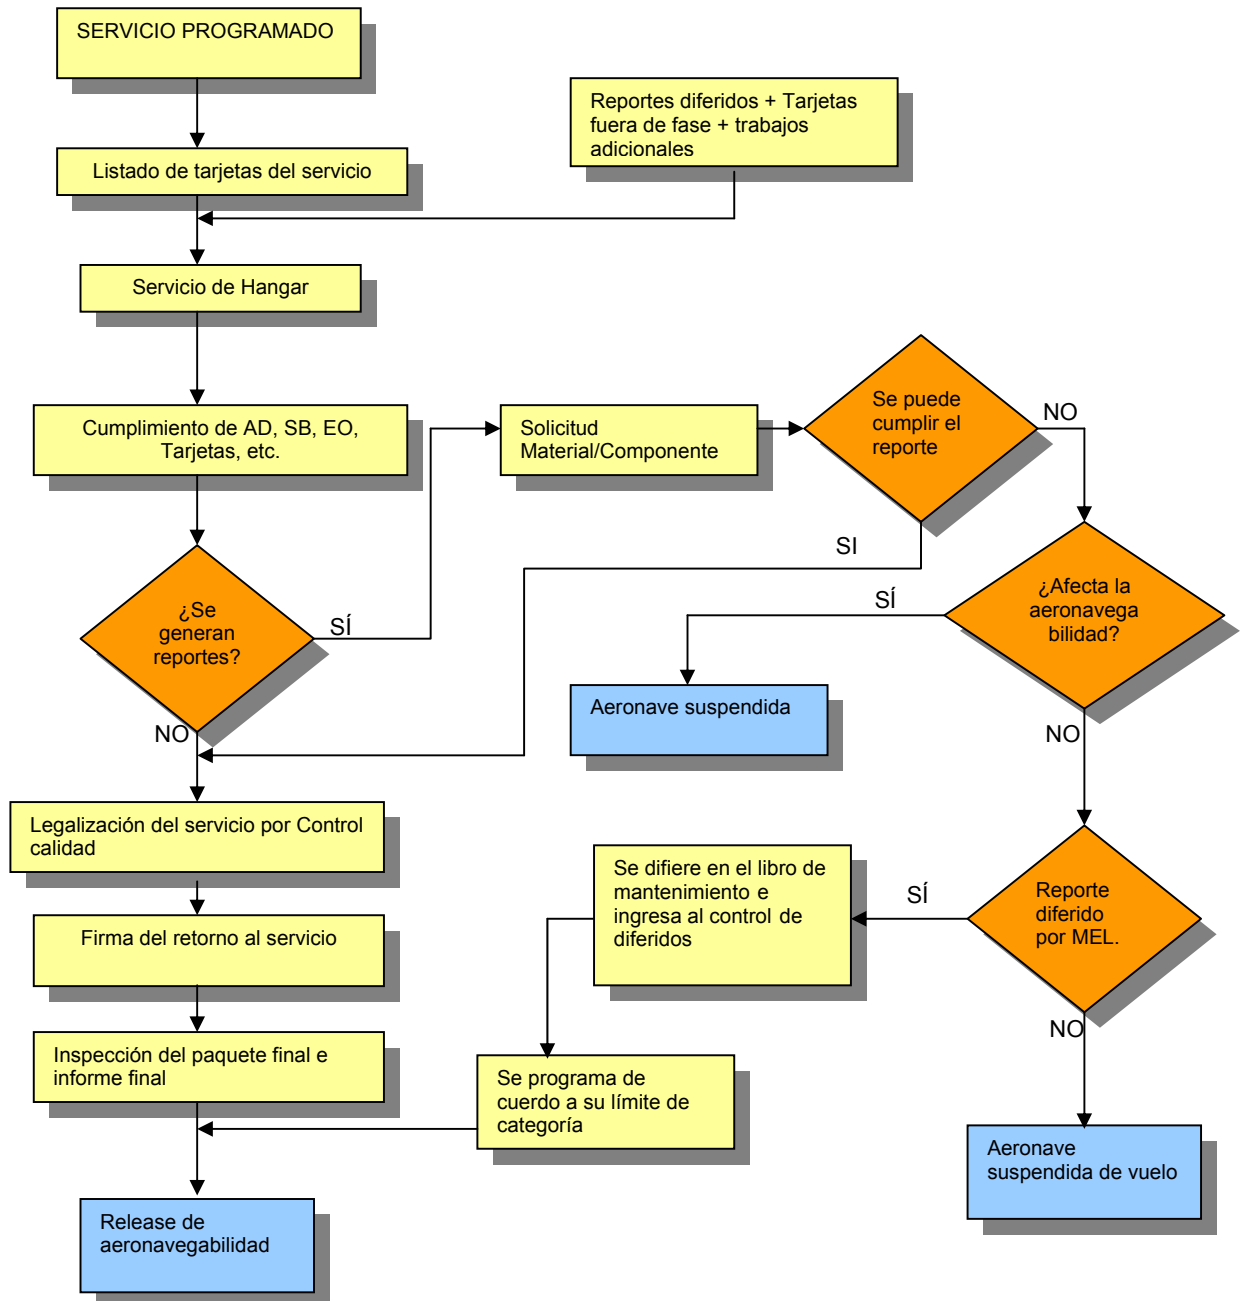 SERVICIO PROGRAMADO
Reportes diferidos + Tarjetas
fuera de fase + trabajos
adicionales
Listado de tarjetas del servicio
Servicio de Hangar
Cumplimiento de AD, SB, EO,
Tarjetas, etc.
Solicitud
Material/Componente
Se puede
cumplir el
reporte
NO
SI
¿Se
generan
reportes?
SÍ
NO
¿Afecta la
aeronavega
bilidad?
SÍ
NO
Aeronave suspendida
Legalización del servicio por Control
calidad
Se difiere en el libro de
mantenimiento e
ingresa al control de
diferidos
SÍ
Reporte
diferido
por MEL.
NO
Firma del retorno al servicio
Inspección del paquete final e
informe final
Se programa de
cuerdo a su límite de
categoría
Aeronave
suspendida de vuelo
Release de
aeronavegabilidad